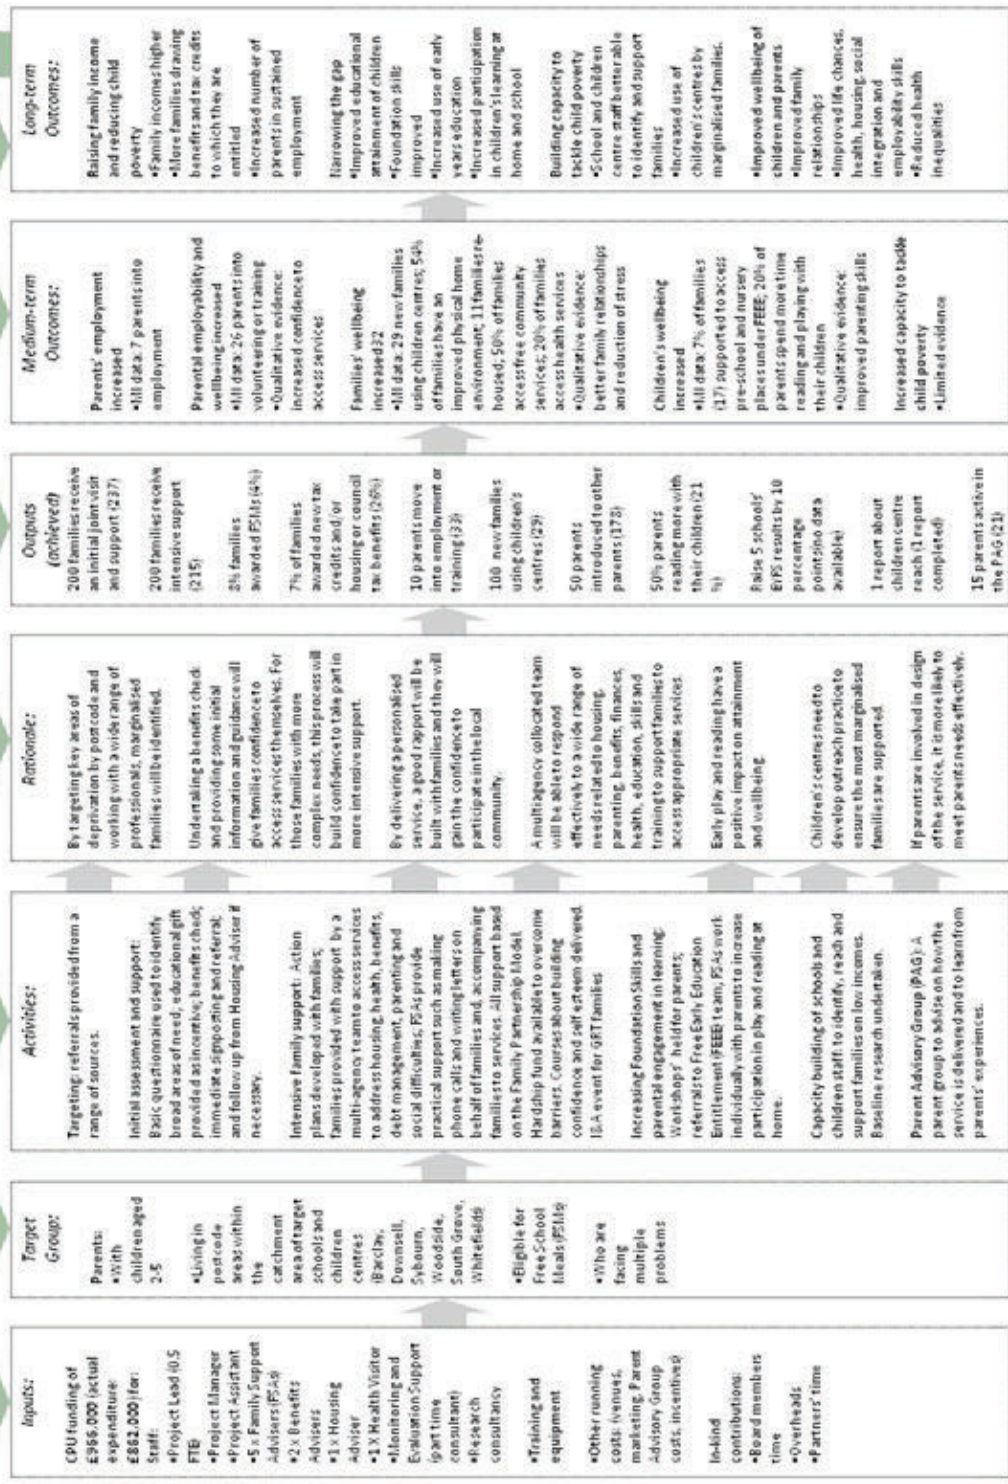 Inputs:
CPU funding of
£966,000 (actual
expenditure:
£862,000) for:
Staff:
•Project Lead (0.5
FTE)
•Project Manager
•Project Assistant
•5 x Family Support
Advisers (FSAs)
•2 x Benefits
Advisers
•1 x Housing
Adviser
•1 X Health Visitor
•Monitoring and
Evaluation Support
(part time
consultant)
•Research
consultancy
•Training and
equipment
•Other running
costs: (venues,
marketing, Parent
Advisory Group
costs, incentives)
In-kind
contributions:
•Board members
time
•Overheads
•Partners' time
Target
Group:
Parents:
•With
children aged
2-5
•Living in
postcode
areas within
the
catchment
area of target
schools and
children
centres
(Barclay,
Downsell,
Sybourn,
Woodside,
South Grove,
Whitefields)
•Eligible for
Free School
Meals (FSMs)
•Who are
facing
multiple
problems
Activities:
Targeting: referrals provided from a
range of sources.
Initial assessment and support:
Basic questionnaire used to identify
broad areas of need, educational gift
provided as incentive; benefits check;
immediate signposting and referral;
and follow up from Housing Adviser if
necessary.
Intensive Family support: Action
plans developed with families;
families provided with support by a
multi-agency team to access services
to address housing, health, benefits,
debt management, parenting and
social difficulties, FSAs provide
practical support such as making
phone calls and writing letters on
behalf of families and, accompanying
families to services. All support based
on the Family Partnership Model.
Hardship fund available to overcome
barriers. Courses about building
confidence and self esteem delivered.
I&A event for GRT families
Increasing Foundation Skills and
parental engagement in learning:
Workshops' held for parents;
referrals to Free Early Education
Entitlement (FEEE) team, FSAs work
individually with parents to increase
participation in play and reading at
home.
Capacity building of schools and
children staff: to identify, reach and
support families on low incomes.
Baseline research undertaken.
Parent Advisory Group (PAG): A
parent group to advise on how the
service is delivered and to learn from
parents' experiences.
Rationale:
By targeting key areas of
deprivation by postcode and
working with a wide range of
professionals, marginalised
families will be identified.
Undertaking a benefits check
and providing some initial
information and guidance will
give families confidence to
access services themselves. For
those families with more
complex needs, this process will
build confidence to take part in
more intensive support.
By delivering a personalised
service, a good rapport will be
built with families and they will
gain the confidence to
participate in the local
community.
A multiagency collocated team
will be able to respond
effectively to a wide range of
needs related to housing,
parenting, benefits, finances,
health, education, skills and
training to support families to
access appropriate services.
Early play and reading have a
positive impact on attainment
and wellbeing
Children's centres need to
develop outreach practice to
ensure the most marginalised
families are supported.
If parents are involved in design
of the service, it is more likely to
meet parents needs effectively.
Outputs
(achieved)
200 families receive
an initial joint visit
and support (237)
200 families receive
intensive support
(215)
8% families
awarded FSMs (4%)
7% of families
awarded new tax
credits and/or
housing or council
tax benefits (26%)
10 parents move
into employment or
training (33)
100 new families
using children's
centres (29)
50 parents
introduced to other
parents (178)
50% parents
reading more with
their children (21
%)
Raise 5 schools'
EYFS results by 10
percentage
points(no data
available)
1 report about
children centre
reach (1 report
completed)
15 parents active in
the PAG (21)
Medium-term
Outcomes:
Parents' employment
increased
•MI data: 7 parents into
employment
Parental employability and
wellbeing increased
•MI data: 26 parents into
volunteering or training
•Qualitative evidence:
increased confidence to
access services
Families' wellbeing
increased32
•MI data: 29 new families
using children centres; 54%
of families have an
improved physical home
environment; 11 families re-
housed; 50% of families
access free community
services; 20% of families
access health services
•Qualitative evidence:
better family relationships
and reduction of stress
Children's wellbeing
increased
•MI data: 7% of families
(17) supported to access
pre-school and nursery
places under FEEE; 20% of
parents spend more time
reading and playing with
their children
•Qualitative evidence:
improved parenting skills
Increased capacity to tackle
child poverty
•Limited evidence
Long-term
Outcomes:
Raising family income
and reducing child
poverty
•Family incomes higher
•More families drawing
benefits and tax credits
to which they are
entitled
•Increased number of
parents in sustained
employment
Narrowing the gap
•Improved educational
attainment of children
•Foundation skills
improved
•Increased use of early
years education
•Increased participation
in children's learning at
home and school
Building capacity to
tackle child poverty
•School and children
centre staff better able
to identify and support
families
•Increased use of
children's centres by
marginalised families.
•Improved wellbeing of
children and parents
•Improved family
relationships
•Improved life chances,
health, housing, social
integration and
employability skills
•Reduced health
inequalities